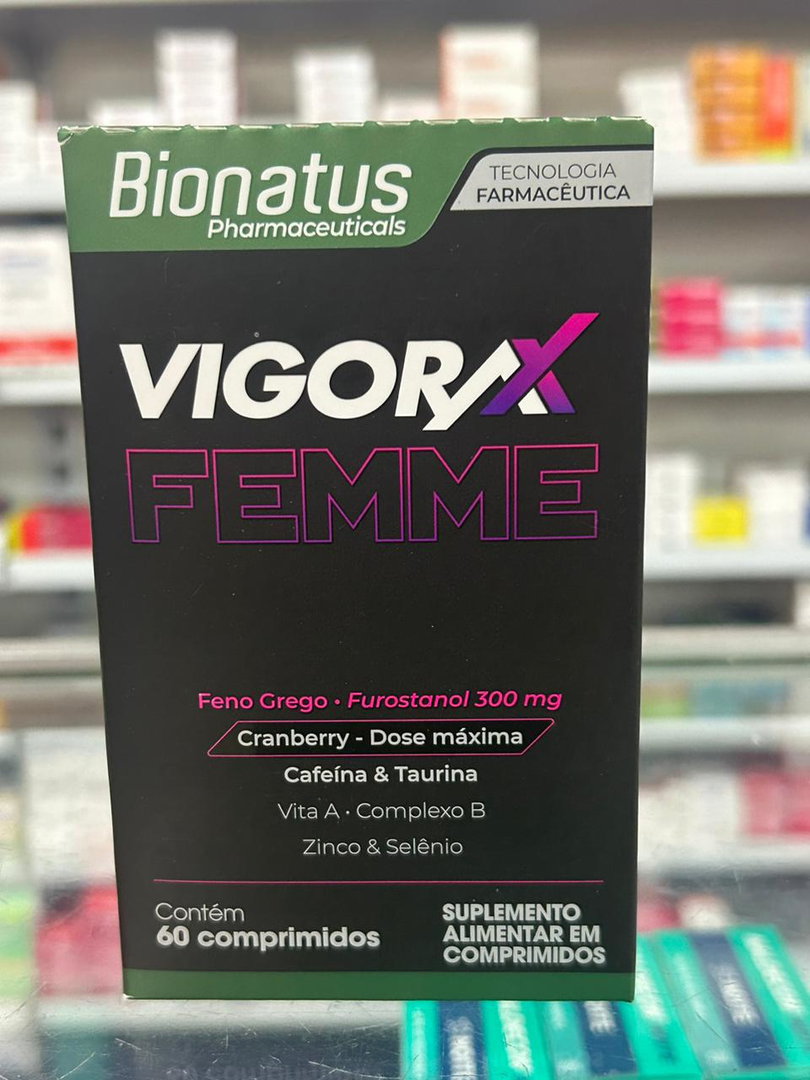 Bionatus
Pharmaceuticals
TECNOLOGIA
FARMACÊUTICA
VIGORAX
FEMME
Feno Grego • Furostanol 300 mg
Cranberry - Dose máxima
Cafeína & Taurina
Vita A • Complexo B
Zinco & Selênio
Contém
60 comprimidos
SUPLEMENTO
ALIMENTAR EM
COMPRIMIDOS